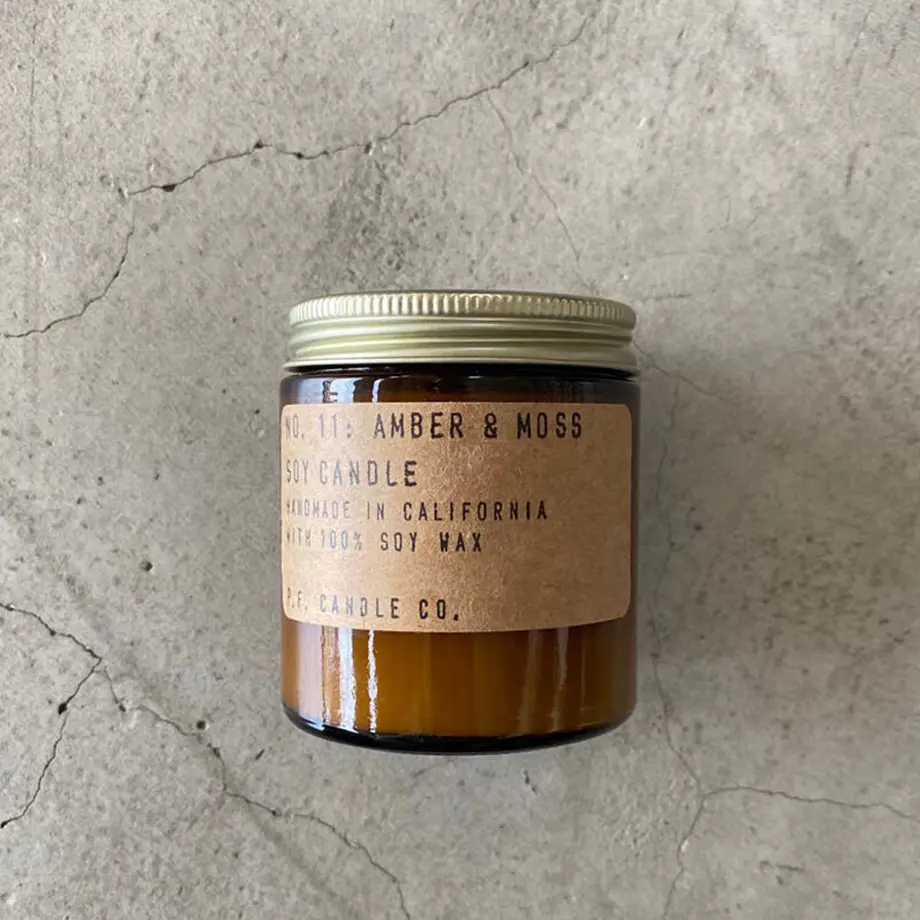 NO. 11: AMBER & MOSS
SOY CANDLE
HANDMADE IN CALIFORNIA
WITH 100% SOY WAX
P.F. CANDLE CO.